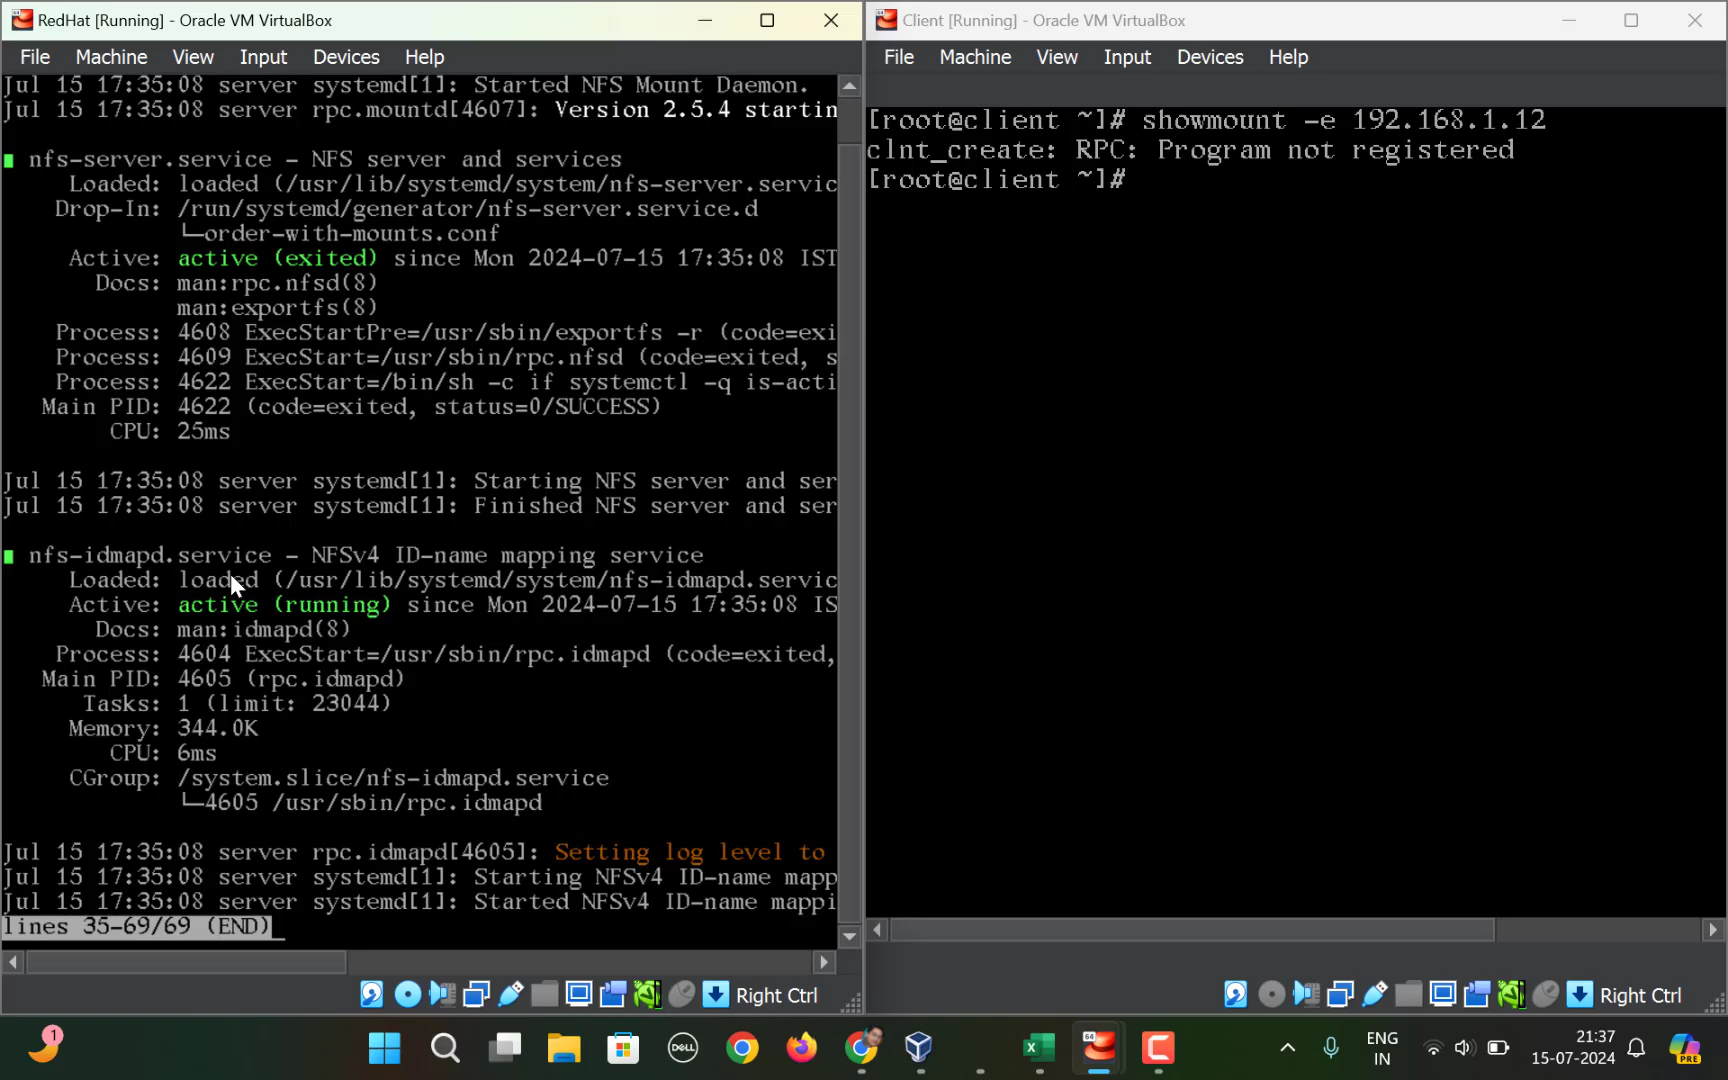 RedHat [Running] - Oracle VM VirtualBox
File Machine View Input Devices Help
Jul 15 17:35:08 server systemd[1]: Started NFS Mount Daemon.
Jul 15 17:35:08 server rpc.mountd[4607]: Version 2.5.4 startin
nfs-server.service - NFS server and services
Loaded: loaded (/usr/lib/systemd/system/nfs-server.servic
Drop-In: /run/systemd/generator/nfs-server.service.d
└─order-with-mounts.conf
Active: active (exited) since Mon 2024-07-15 17:35:08 IST
Docs: man:rpc.nfsd(8)
man:exportfs(8)
Process: 4608 ExecStartPre=/usr/sbin/exportfs -r (code=exi
Process: 4609 ExecStart=/usr/sbin/rpc.nfsd (code=exited, s
Process: 4622 ExecStart=/bin/sh -c if systemctl -q is-acti
Main PID: 4622 (code=exited, status=0/SUCCESS)
CPU: 25ms
Jul 15 17:35:08 server systemd[1]: Starting NFS server and ser
Jul 15 17:35:08 server systemd[1]: Finished NFS server and ser
nfs-idmapd.service - NFSv4 ID-name mapping service
Loaded: loaded (/usr/lib/systemd/system/nfs-idmapd.servic
Active: active (running) since Mon 2024-07-15 17:35:08 IS
Docs: man:idmapd(8)
Process: 4604 ExecStart=/usr/sbin/rpc.idmapd (code=exited,
Main PID: 4605 (rpc.idmapd)
Tasks: 1 (limit: 23044)
Memory: 344.0K
CPU: 6ms
CGroup: /system.slice/nfs-idmapd.service
└─4605 /usr/sbin/rpc.idmapd
Jul 15 17:35:08 server rpc.idmapd[4605]: Setting log level to
Jul 15 17:35:08 server systemd[1]: Starting NFSv4 ID-name mapp
Jul 15 17:35:08 server systemd[1]: Started NFSv4 ID-name mappi
lines 35-69/69 (END)
Right Ctrl
Client [Running] - Oracle VM VirtualBox
File Machine View Input Devices Help
[root@client ~]# showmount -e 192.168.1.12
clnt_create: RPC: Program not registered
[root@client ~]#
Right Ctrl
1
DELL
64
ENG
IN
21:37
15-07-2024
PRE